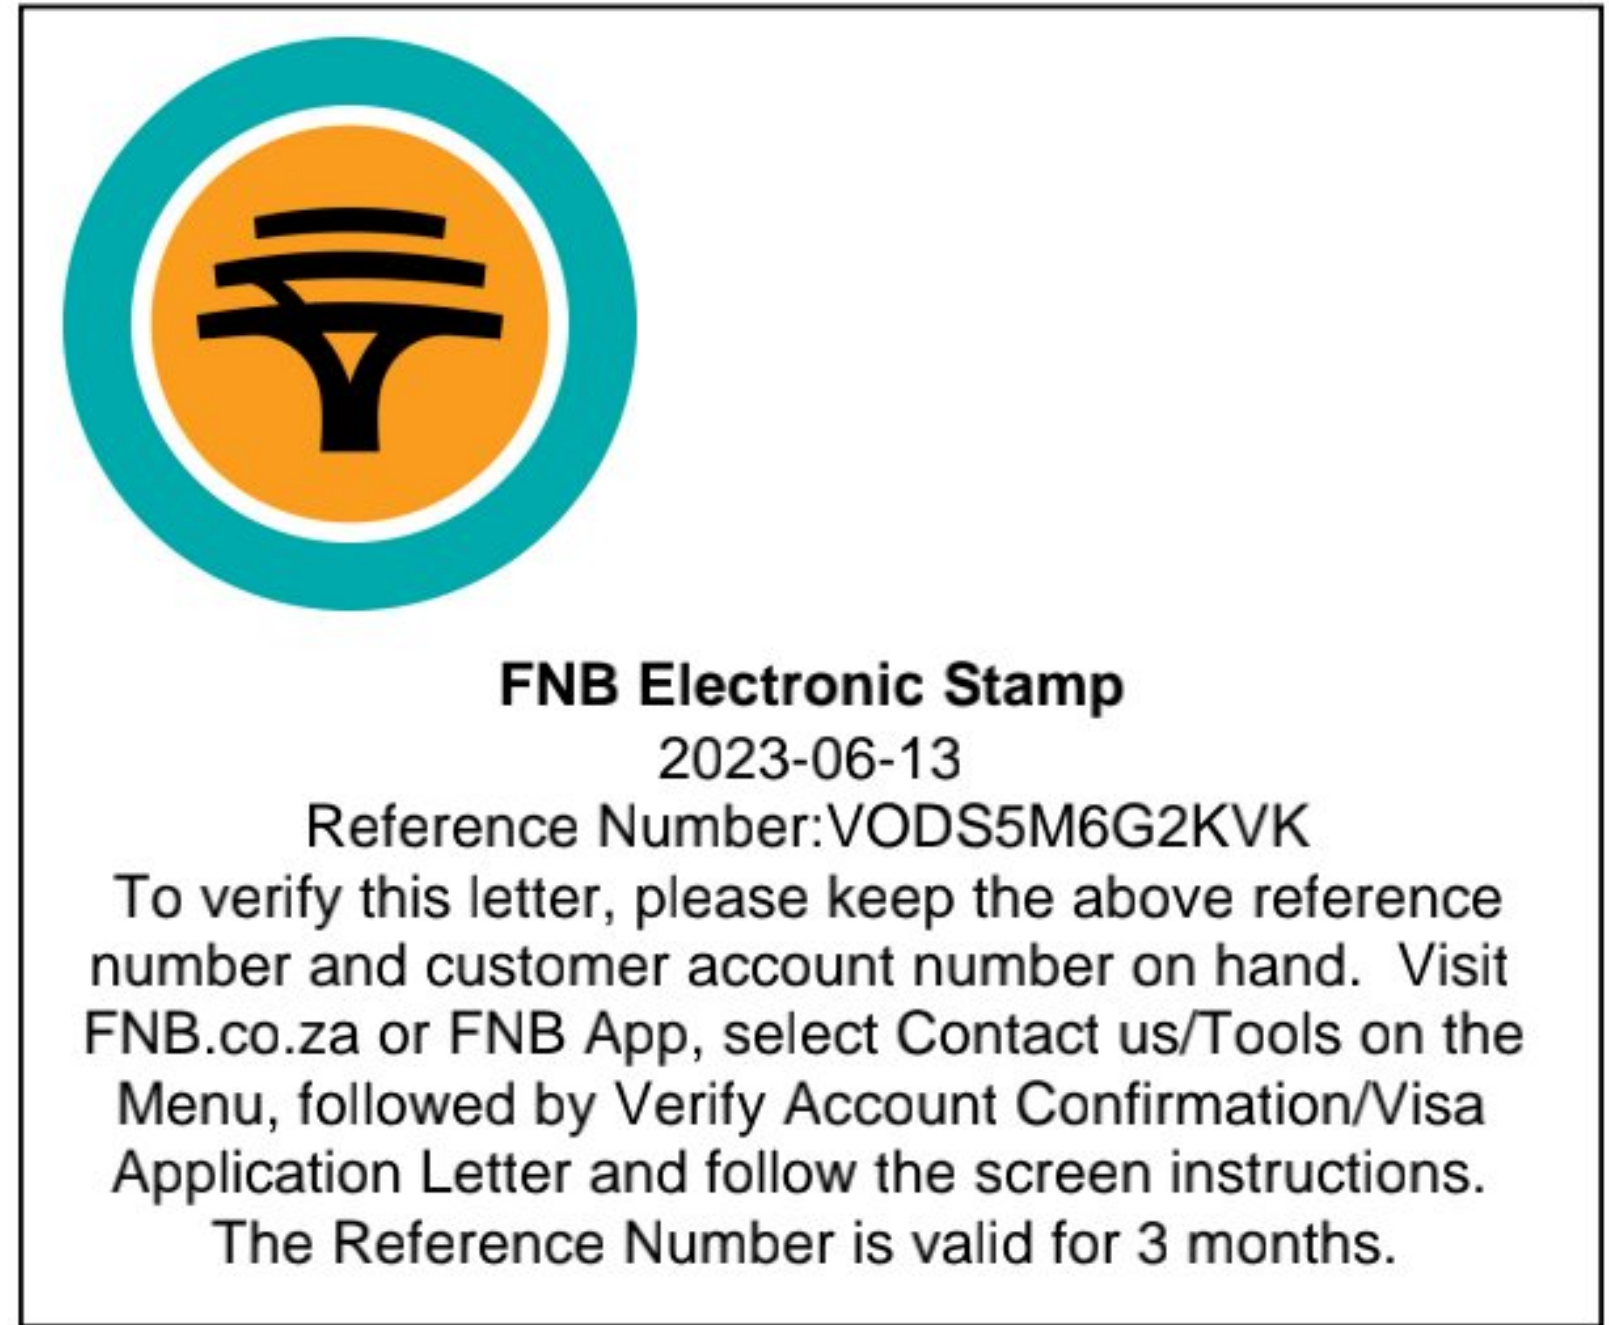 FNB Electronic Stamp
2023-06-13
Reference Number:VODS5M6G2KVK
To verify this letter, please keep the above reference
number and customer account number on hand.  Visit
FNB.co.za or FNB App, select Contact us/Tools on the
Menu, followed by Verify Account Confirmation/Visa
Application Letter and follow the screen instructions.
The Reference Number is valid for 3 months.